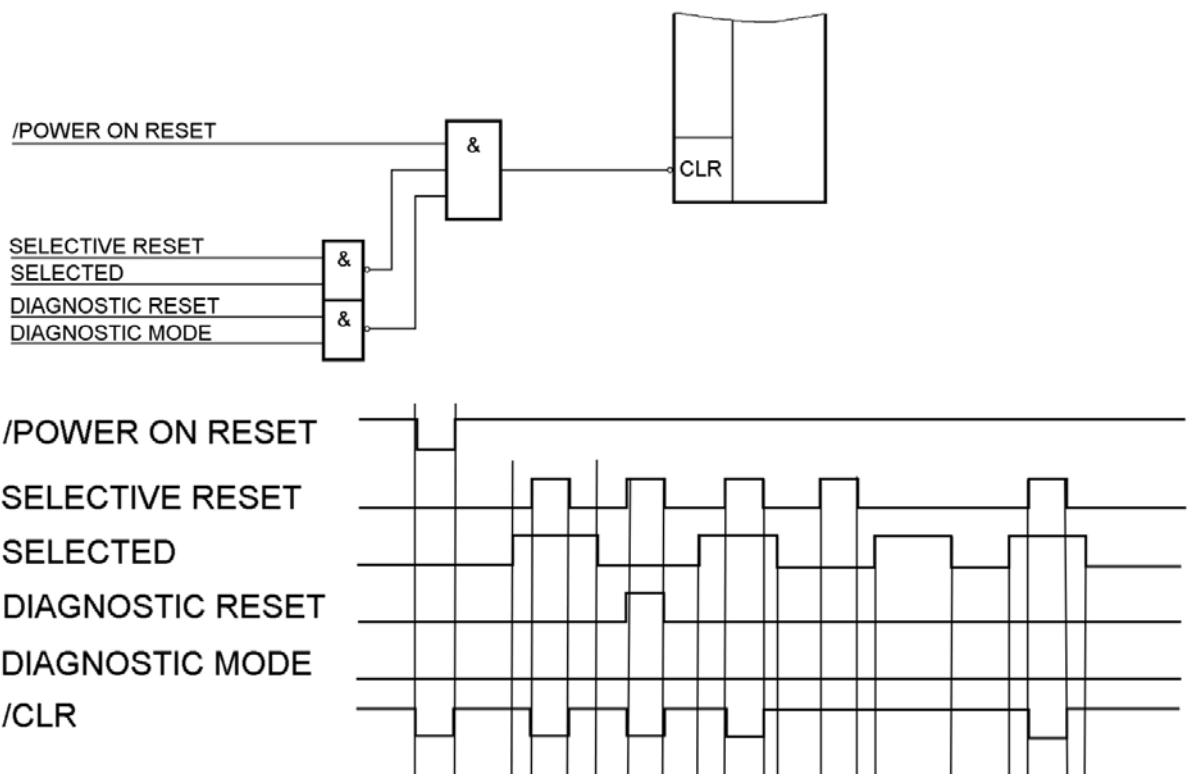 /POWER ON RESET
&
CLR
SELECTIVE RESET
SELECTED
&
DIAGNOSTIC RESET
DIAGNOSTIC MODE
&
/POWER ON RESET
SELECTIVE RESET
SELECTED
DIAGNOSTIC RESET
DIAGNOSTIC MODE
/CLR